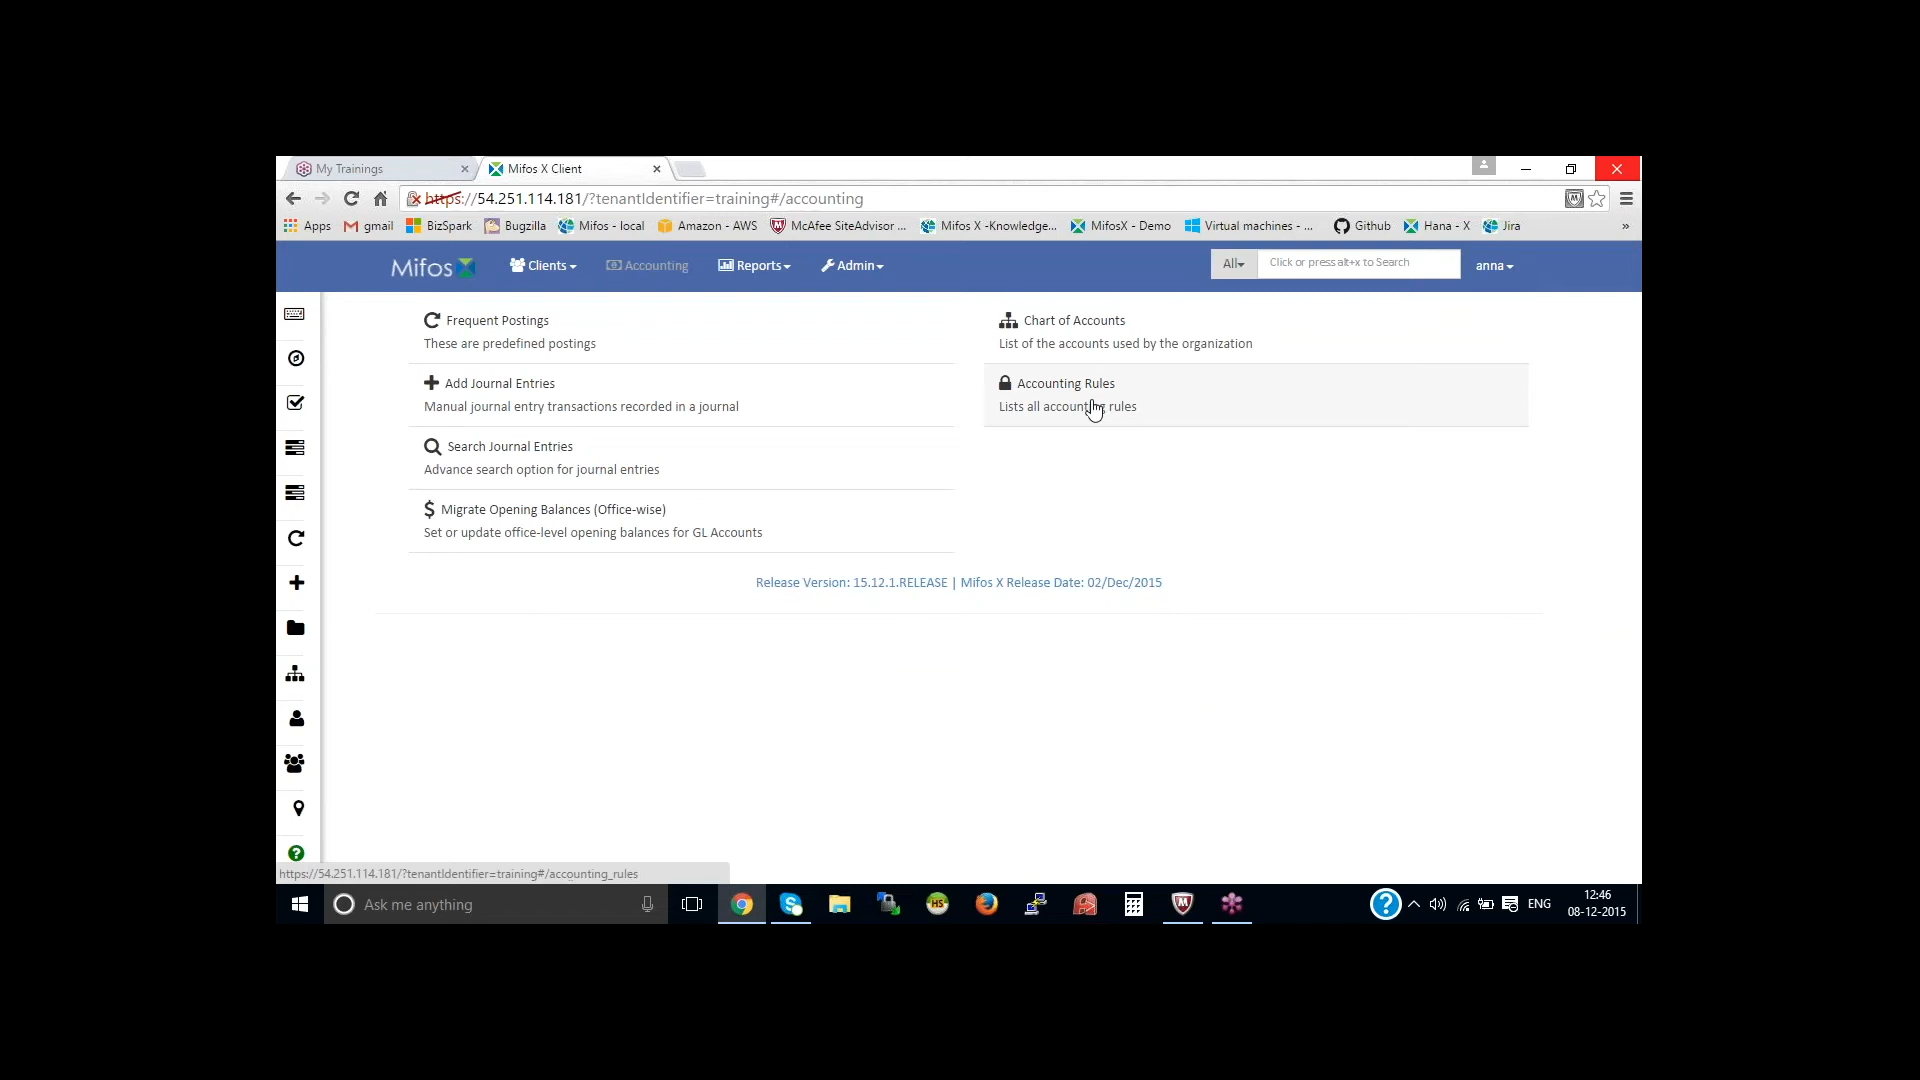 My Trainings
Mifos X Client
https://54.251.114.181/?tenantIdentifier=training#/accounting
Apps gmail BizSpark Bugzilla Mifos - local Amazon - AWS McAfee SiteAdvisor ... Mifos X -Knowledge... MifosX - Demo Virtual machines - ... Github Hana - X Jira »
Mifos Clients Accounting Reports Admin All Click or press alt+x to Search anna
Frequent Postings
These are predefined postings
Add Journal Entries
Manual journal entry transactions recorded in a journal
Search Journal Entries
Advance search option for journal entries
$ Migrate Opening Balances (Office-wise)
Set or update office-level opening balances for GL Accounts
Chart of Accounts
List of the accounts used by the organization
Accounting Rules
Lists all accounting rules
Release Version: 15.12.1.RELEASE | Mifos X Release Date: 02/Dec/2015
?
https://54.251.114.181/?tenantIdentifier=training#/accounting_rules
Ask me anything
HS
?
ENG
12:46
08-12-2015